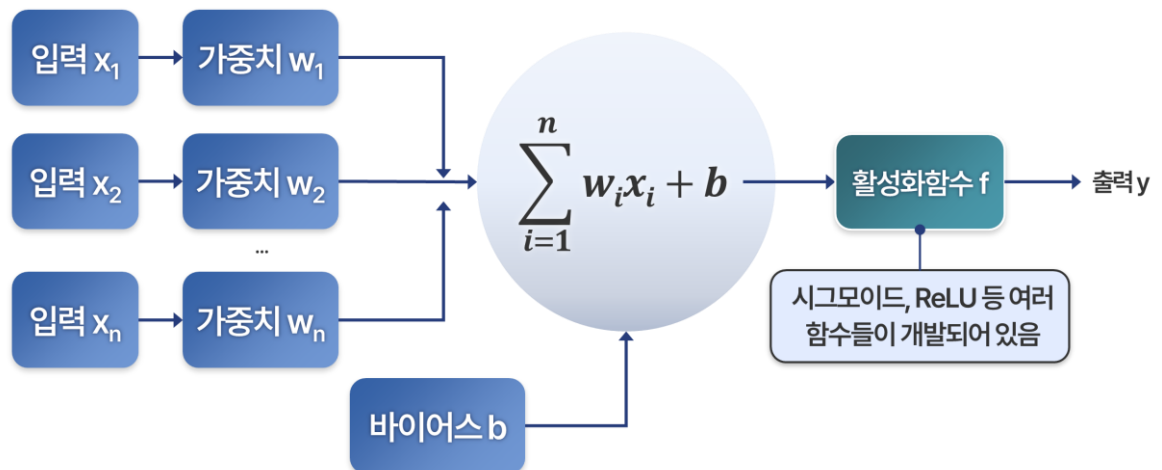 입력 x₁
가중치 w₁
입력 x₂
가중치 w₂
...
입력 xₙ
가중치 wₙ
바이어스 b
n
∑ wᵢxᵢ + b
i=1
활성화함수 f
출력 y
시그모이드, ReLU 등 여러
함수들이 개발되어 있음